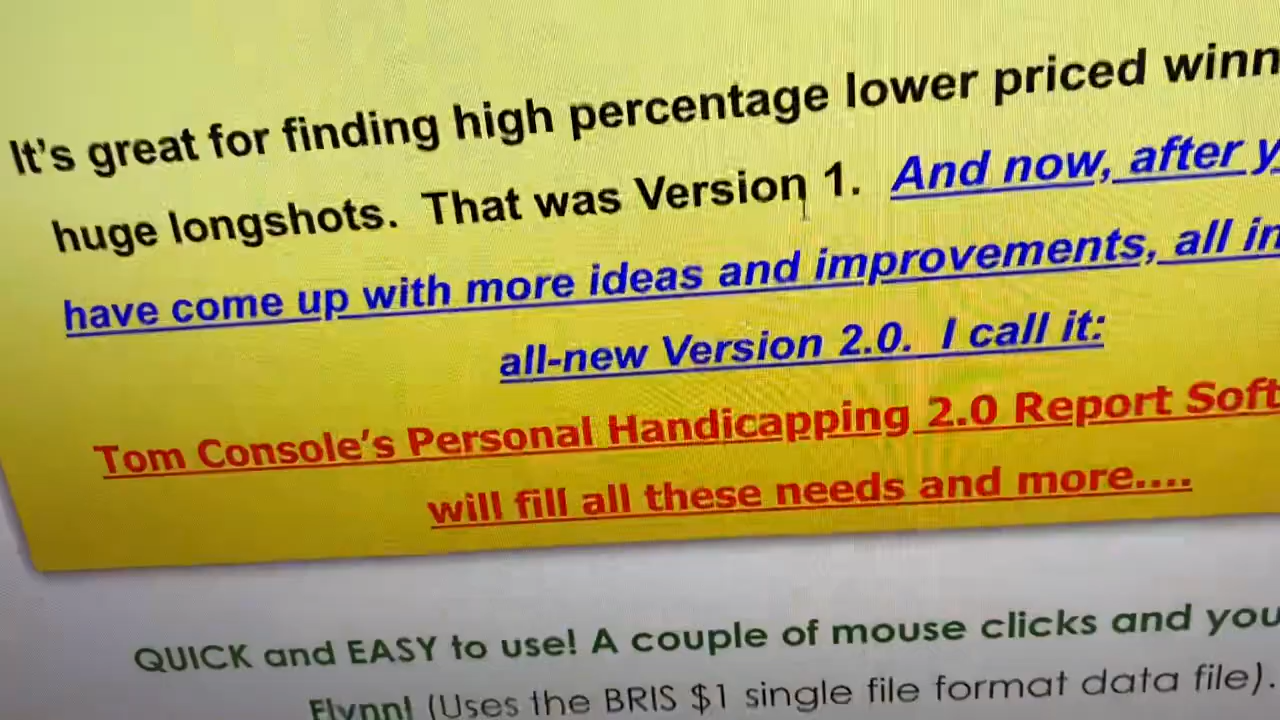 It's great for finding high percentage lower priced
huge longshots.  That was Version 1.  And now, after
have come up with more ideas and improvements, all in
all-new Version 2.0.  I call it:
Tom Console's Personal Handicapping 2.0 Report
will fill all these needs and more....
QUICK and EASY to use! A couple of mouse clicks and
Flynn! (Uses the BRIS $1 single file format data file).